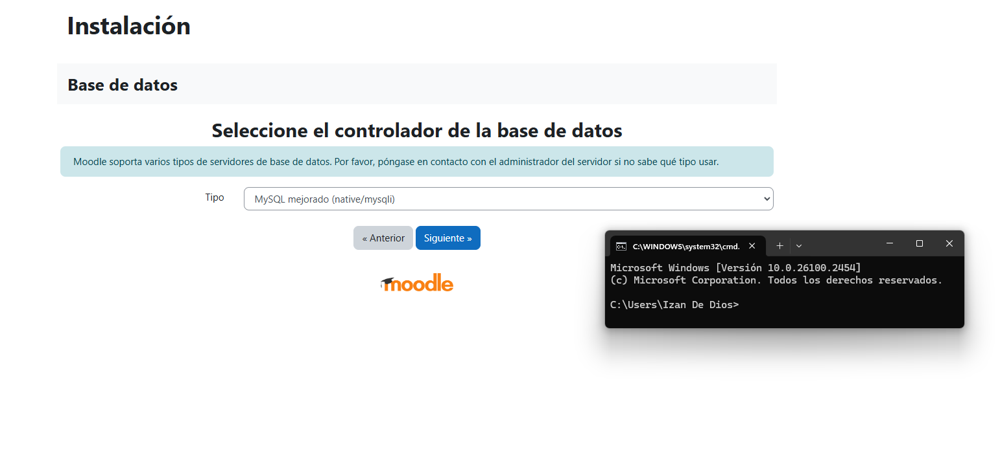 Instalación
Base de datos
Seleccione el controlador de la base de datos
Moodle soporta varios tipos de servidores de base de datos. Por favor, póngase en contacto con el administrador del servidor si no sabe qué tipo usar.
Tipo
MySQL mejorado (native/mysqli)
« Anterior
Siguiente »
moodle
C:\WINDOWS\system32\cmd.
Microsoft Windows [Versión 10.0.26100.2454]
(c) Microsoft Corporation. Todos los derechos reservados.
C:\Users\Izan De Dios>